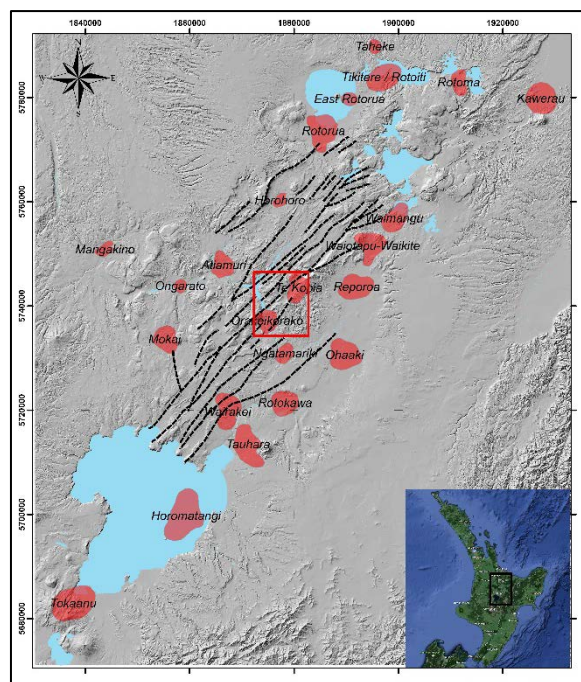 1840000 1860000 1880000 1900000 1920000
N
W E
S
Taheke
Tikitere / Rotoiti
Rotoma
East Rotorua
Kawerau
Rotorua
Horohoro
Waimangu
Mangakino
Waiotapu-Waikite
Atiamuri
Ongarato
Te Kopia
Reporoa
Orakeikorako
Mokai
Ngatamariki
Ohaaki
Wairakei
Rotokawa
Tauhara
Horomatangi
Tokaanu
5780000
5760000
5740000
5720000
5700000
5680000